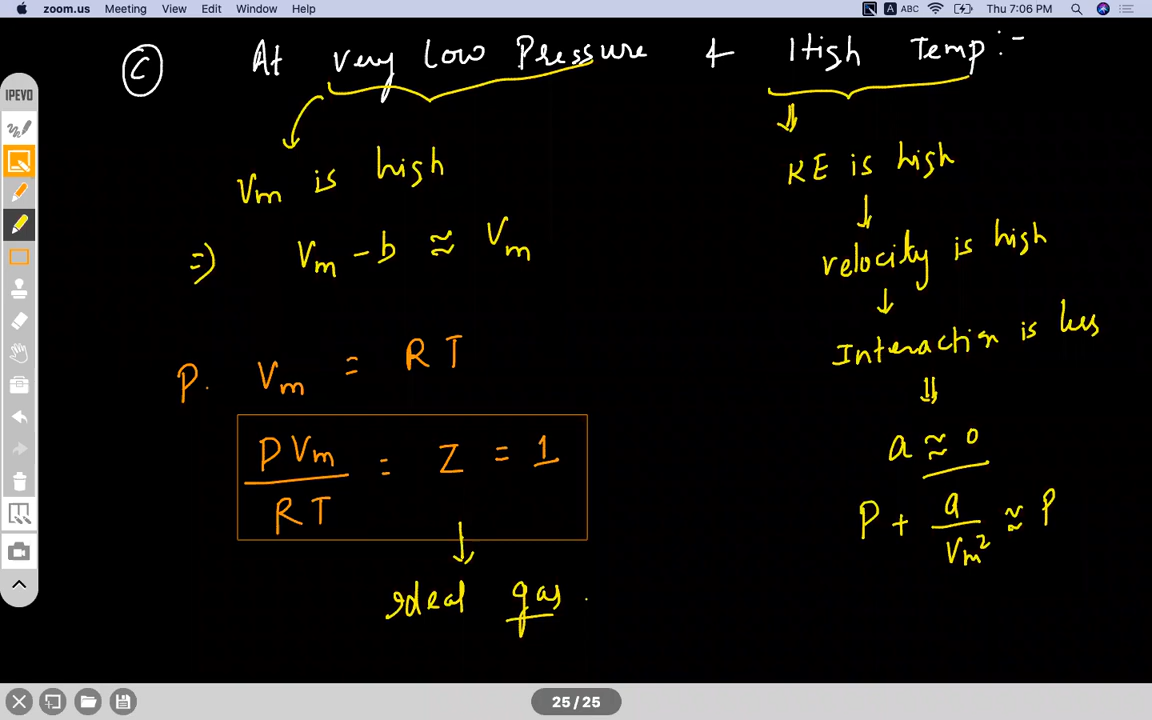 zoom.us Meeting View Edit Window Help
A ABC Thu 7:06 PM
IPEVO
C At Very Low Pressure & High Temp :-
Vm is high
=> Vm - b ≈ Vm
P. Vm = RT
PVm / RT = Z = 1
ideal gas.
KE is high
velocity is high
Interaction is less
a ≈ 0
P + a / Vm² ≈ P
25 / 25